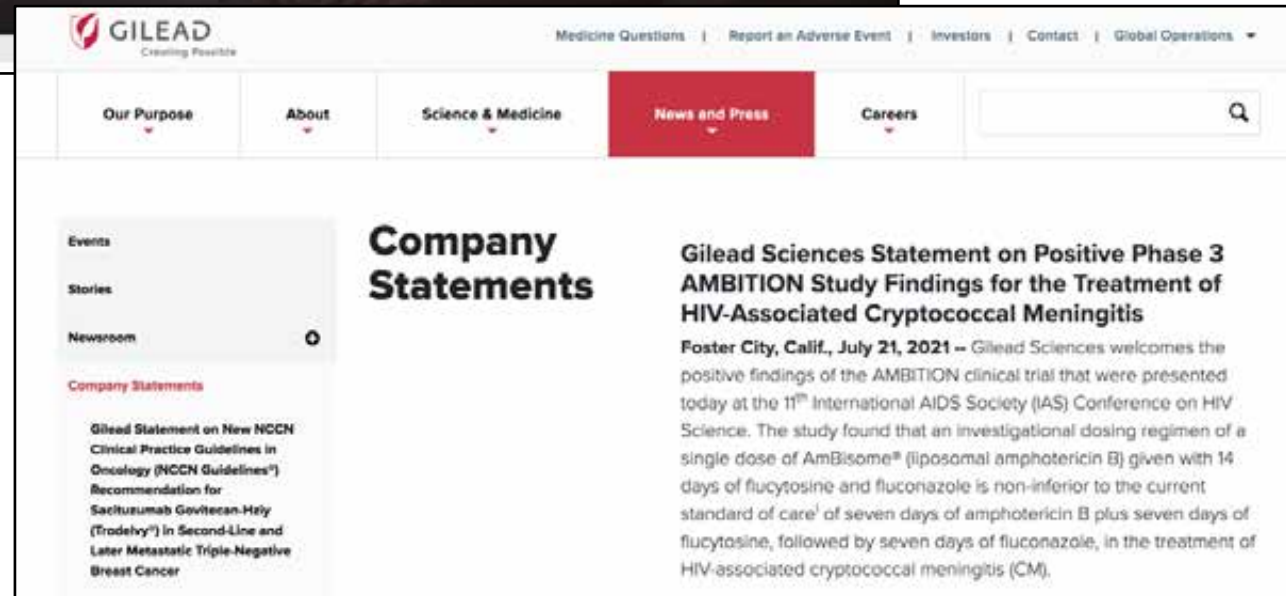 GILEAD
Creating Possible
Medicine Questions | Report an Adverse Event | Investors | Contact | Global Operations
Our Purpose
About
Science & Medicine
News and Press
Careers
Events
Stories
Newsroom
Company Statements
Gilead Statement on New NCCN
Clinical Practice Guidelines in
Oncology (NCCN Guidelines®)
Recommendation for
Sacituzumab Govitecan-Hziy
(Trodelvy®) in Second-Line and
Later Metastatic Triple-Negative
Breast Cancer
Company
Statements
Gilead Sciences Statement on Positive Phase 3
AMBITION Study Findings for the Treatment of
HIV-Associated Cryptococcal Meningitis
Foster City, Calif., July 21, 2021 – Gilead Sciences welcomes the
positive findings of the AMBITION clinical trial that were presented
today at the 11th International AIDS Society (IAS) Conference on HIV
Science. The study found that an investigational dosing regimen of a
single dose of AmBisome® (liposomal amphotericin B) given with 14
days of flucytosine and fluconazole is non-inferior to the current
standard of care¹ of seven days of amphotericin B plus seven days of
flucytosine, followed by seven days of fluconazole, in the treatment of
HIV-associated cryptococcal meningitis (CM).